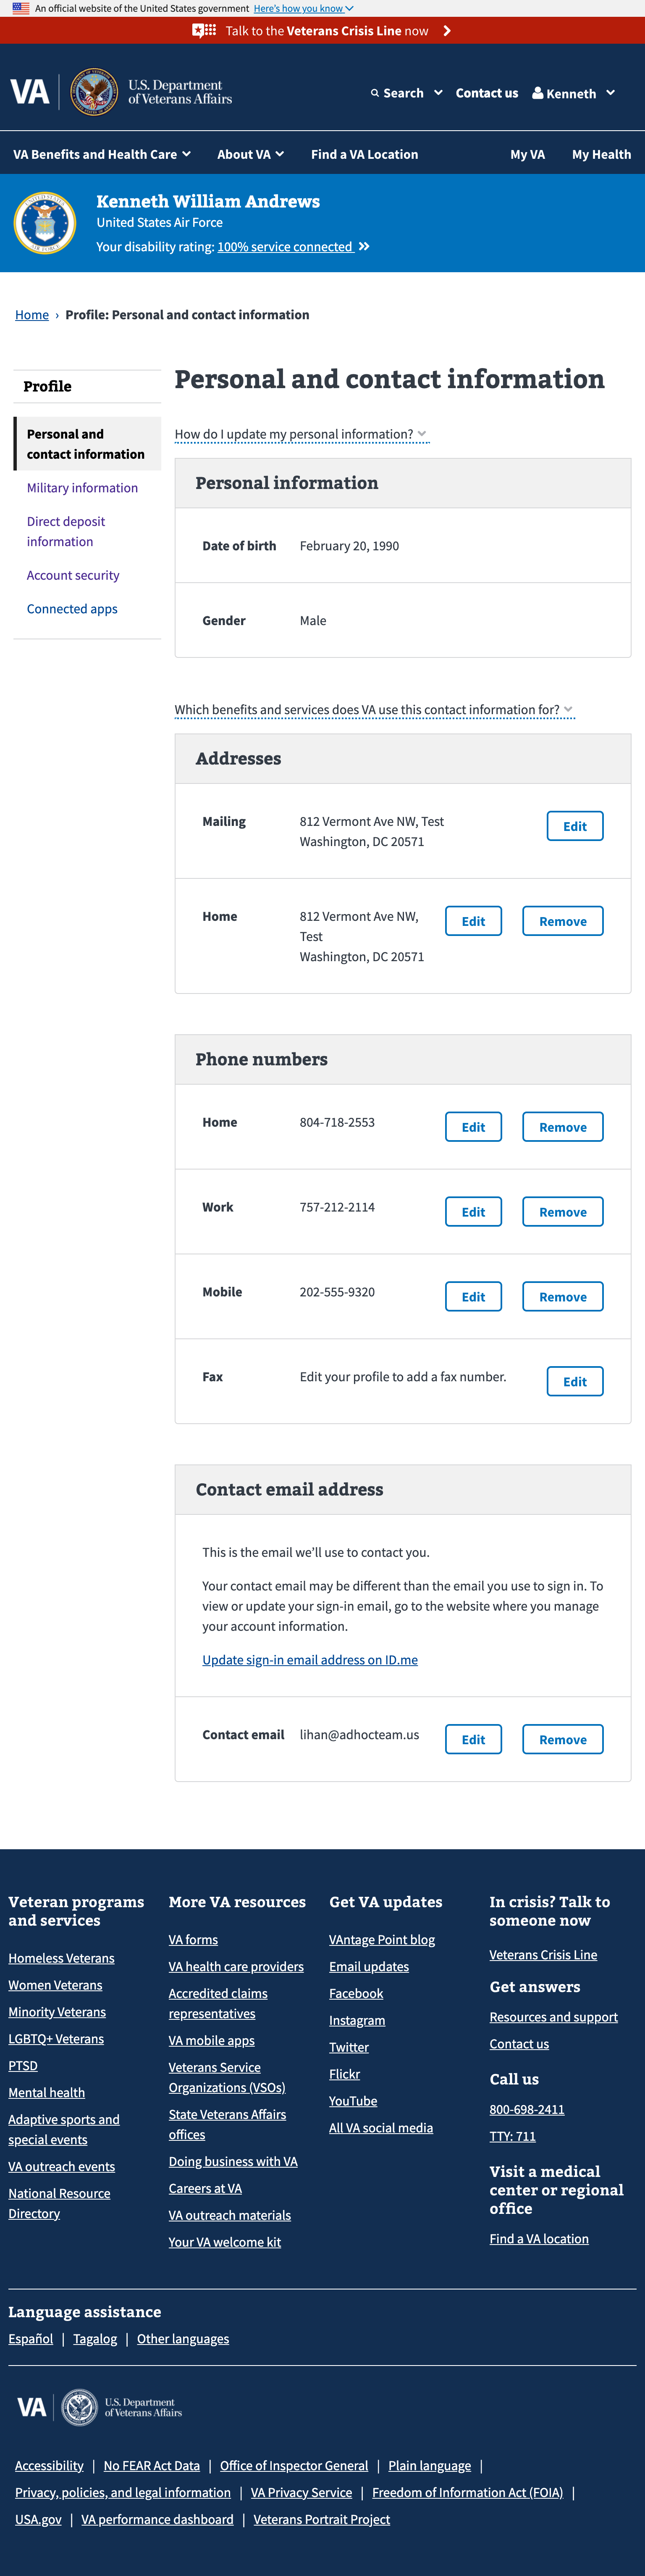 An official website of the United States government Here's how you know
Talk to the Veterans Crisis Line now
VA U.S. Department
of Veterans Affairs
Search Contact us Kenneth
VA Benefits and Health Care About VA Find a VA Location My VA My Health
Kenneth William Andrews
United States Air Force
Your disability rating: 100% service connected
Home › Profile: Personal and contact information
Profile
Personal and
contact information
Military information
Direct deposit
information
Account security
Connected apps
Personal and contact information
How do I update my personal information?
Personal information
Date of birth February 20, 1990
Gender Male
Which benefits and services does VA use this contact information for?
Addresses
Mailing 812 Vermont Ave NW, Test Edit
Washington, DC 20571
Home 812 Vermont Ave NW, Edit Remove
Test
Washington, DC 20571
Phone numbers
Home 804-718-2553 Edit Remove
Work 757-212-2114 Edit Remove
Mobile 202-555-9320 Edit Remove
Fax Edit your profile to add a fax number. Edit
Contact email address
This is the email we'll use to contact you.
Your contact email may be different than the email you use to sign in. To
view or update your sign-in email, go to the website where you manage
your account information.
Update sign-in email address on ID.me
Contact email lihan@adhocteam.us Edit Remove
Veteran programs
and services
Homeless Veterans
Women Veterans
Minority Veterans
LGBTQ+ Veterans
PTSD
Mental health
Adaptive sports and
special events
VA outreach events
National Resource
Directory
More VA resources
VA forms
VA health care providers
Accredited claims
representatives
VA mobile apps
Veterans Service
Organizations (VSOs)
State Veterans Affairs
offices
Doing business with VA
Careers at VA
VA outreach materials
Your VA welcome kit
Get VA updates
VAntage Point blog
Email updates
Facebook
Instagram
Twitter
Flickr
YouTube
All VA social media
In crisis? Talk to
someone now
Veterans Crisis Line
Get answers
Resources and support
Contact us
Call us
800-698-2411
TTY: 711
Visit a medical
center or regional
office
Find a VA location
Language assistance
Español | Tagalog | Other languages
VA U.S. Department
of Veterans Affairs
Accessibility | No FEAR Act Data | Office of Inspector General | Plain language |
Privacy, policies, and legal information | VA Privacy Service | Freedom of Information Act (FOIA) |
USA.gov | VA performance dashboard | Veterans Portrait Project